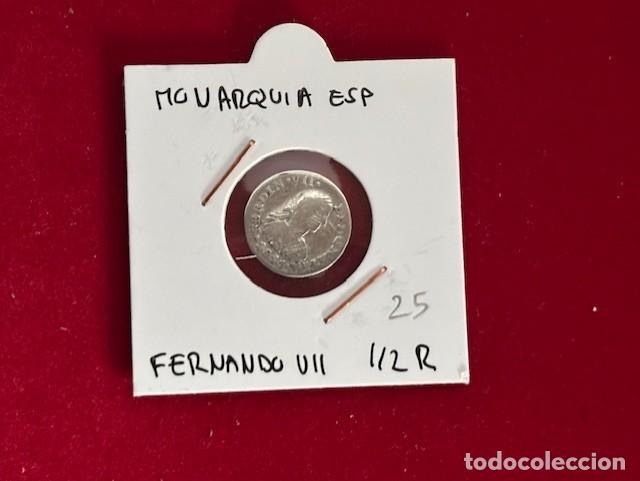 MONARQUIA ESP
25
FERNANDO VII 1/2 R
todocoleccion